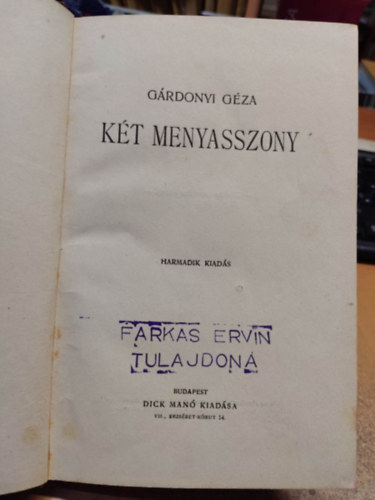 GÁRDONYI GÉZA
KÉT MENYASSZONY
HARMADIK KIADÁS
FARKAS ERVIN
TULAJDONA
BUDAPEST
DICK MANÓ KIADÁSA
VII., ERZSÉBET-KÖRUT 14.